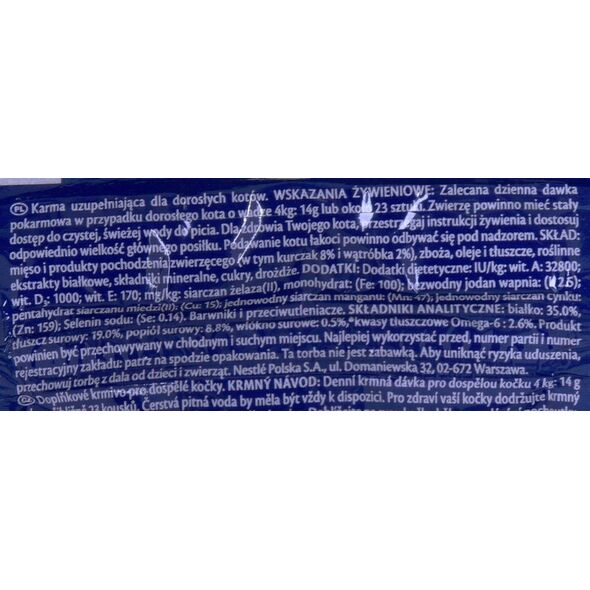 PL Karma uzupełniająca dla dorosłych kotów. WSKAZANIA ŻYWIENIOWE: Zalecana dzienna dawka
pokarmowa w przypadku dorosłego kota o wadze 4kg: 14g lub około 23 sztuki. Zwierzę powinno mieć stały
dostęp do czystej, świeżej wody do picia. Dla zdrowia Twojego kota, przestrzegaj instrukcji żywienia i dostosuj
odpowiednio wielkość głównego posiłku. Podawanie kotu łakoci powinno odbywać się pod nadzorem. SKŁAD:
mięso i produkty pochodzenia zwierzęcego (w tym kurczak 8% i wątróbka 2%), zboża, oleje i tłuszcze, roślinne
ekstrakty białkowe, składniki mineralne, cukry, drożdże. DODATKI: Dodatki dietetyczne: IU/kg: wit. A: 32800;
wit. D₃: 1000; wit. E: 170; mg/kg: siarczan żelaza(II), monohydrat: (Fe: 100); bezwodny jodan wapnia: (I 2.6);
pentahydrat siarczanu miedzi(II): (Cu: 15); jednowodny siarczan manganu: (Mn: 47); jednowodny siarczan cynku:
(Zn: 159); Selenin sodu: (Se: 0.14). Barwniki i przeciwutleniacze. SKŁADNIKI ANALITYCZNE: białko: 35.0%,
tłuszcz: 19.0%, popiół surowy: 8.8%, włókno surowe: 0.5%, kwasy tłuszczowe Omega-6 : 2.6%. Produkt
powinien być przechowywany w chłodnym i suchym miejscu. Najlepiej wykorzystać przed, numer partii i numer
rejestracyjny zakładu: patrz na spodzie opakowania. Ta torba nie jest zabawką. Aby uniknąć ryzyka uduszenia,
przechowuj torbę z dala od dzieci i zwierząt. Nestlé Polska S.A., ul. Domaniewska 32, 02-672 Warszawa.
CZ Doplňkové krmivo pro dospělé kočky. KRMNÝ NÁVOD: Denní krmná dávka pro dospělou kočku 4 kg: 14 g
23 kousků. Čerstvá pitná voda by měla být vždy k dispozici. Pro zdraví vaší kočky dodržujte krmný